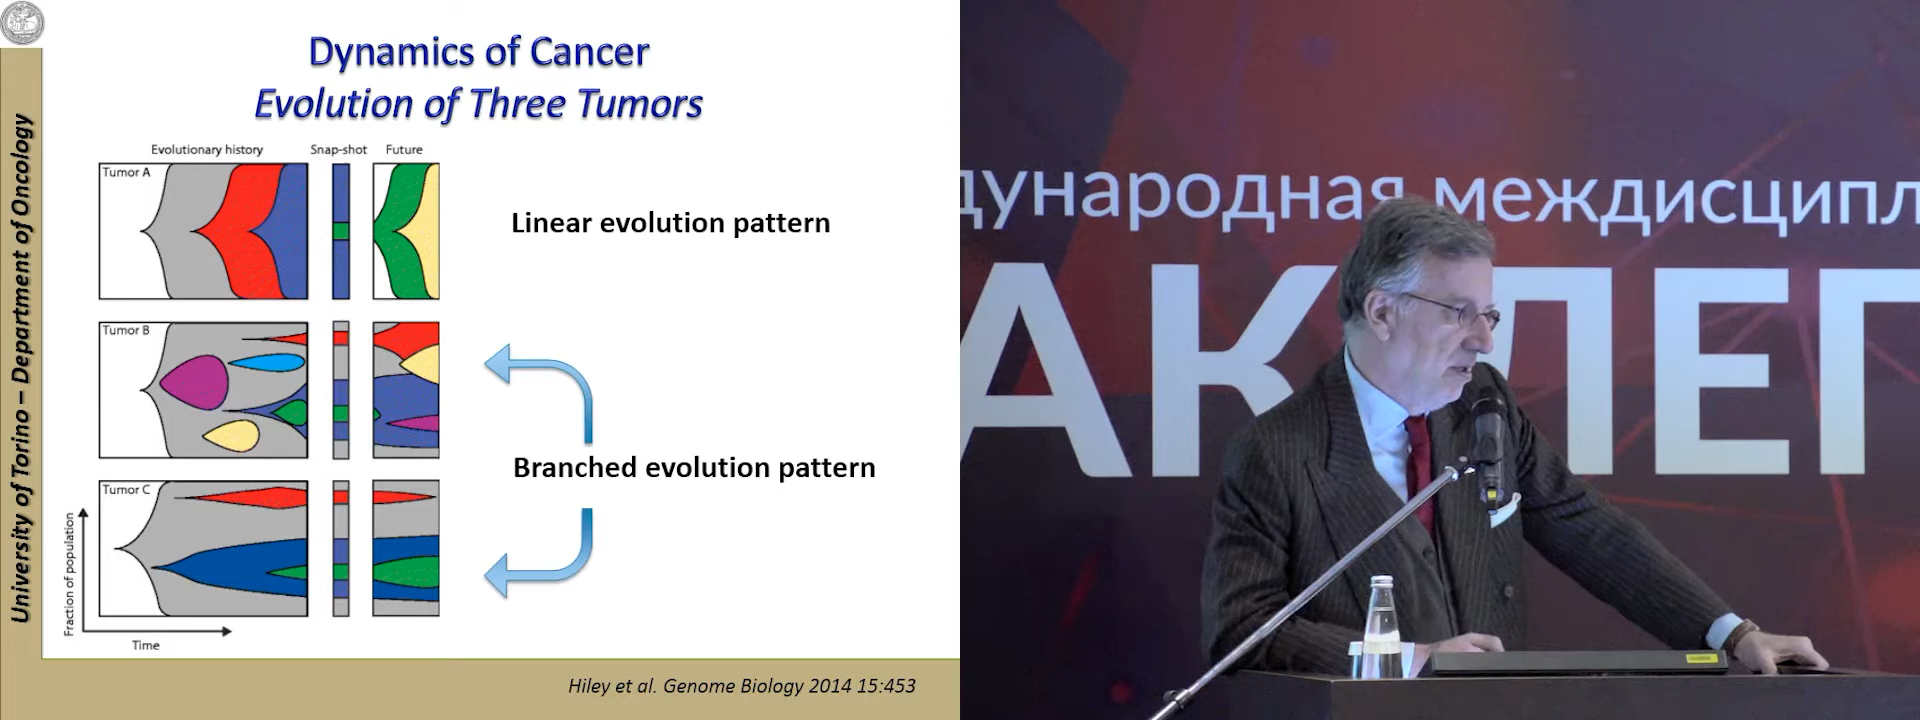 Dynamics of Cancer
Evolution of Three Tumors
University of Torino – Department of Oncology
Evolutionary history
Snap-shot
Future
Tumor A
Linear evolution pattern
Tumor B
Branched evolution pattern
Tumor C
Fraction of population
Time
Hiley et al. Genome Biology 2014 15:453
дународная междисципл
АК ЛЕГ